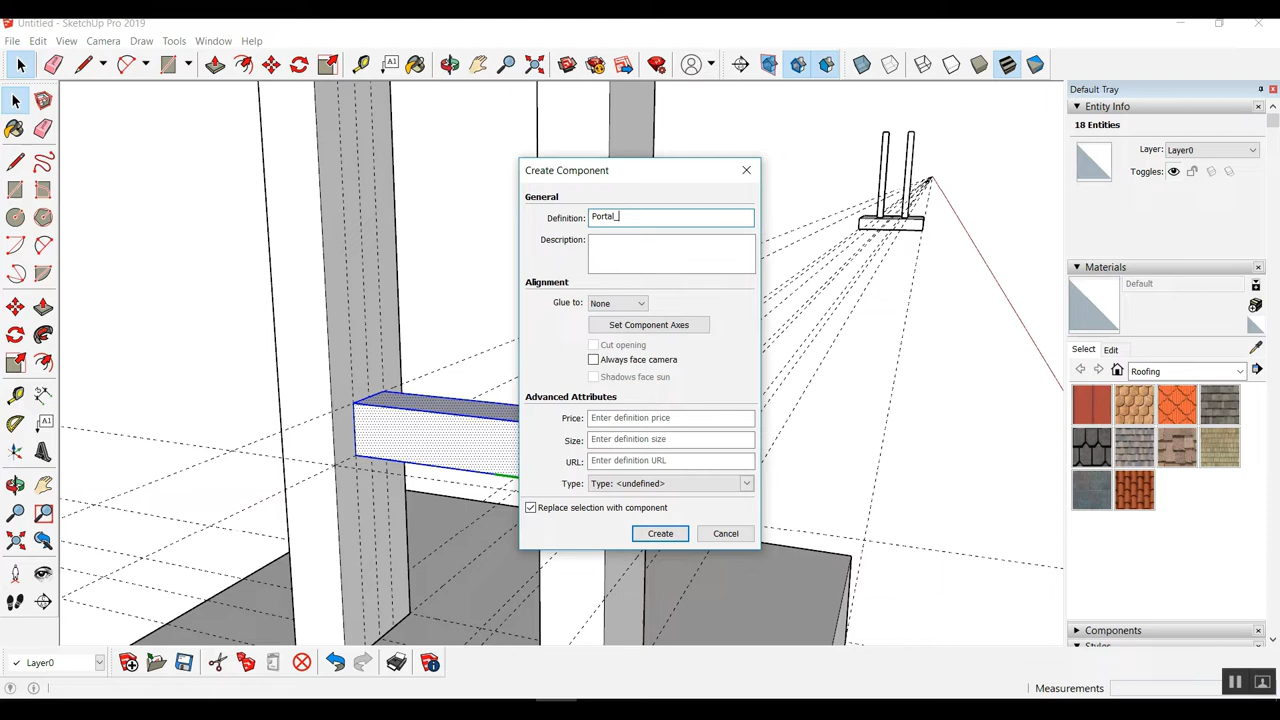 Untitled - SketchUp Pro 2019
File Edit View Camera Draw Tools Window Help
A1
Default Tray
Entity Info
18 Entities
Layer: Layer0
Toggles:
Create Component
General
Definition: Portal_
Description:
Alignment
Glue to: None
Set Component Axes
Cut opening
Always face camera
Shadows face sun
Advanced Attributes
Price: Enter definition price
Size: Enter definition size
URL: Enter definition URL
Type: Type: <undefined>
Replace selection with component
Create Cancel
Materials
Default
Select Edit
Roofing
A1
Components
Styles
Layer0
Measurements